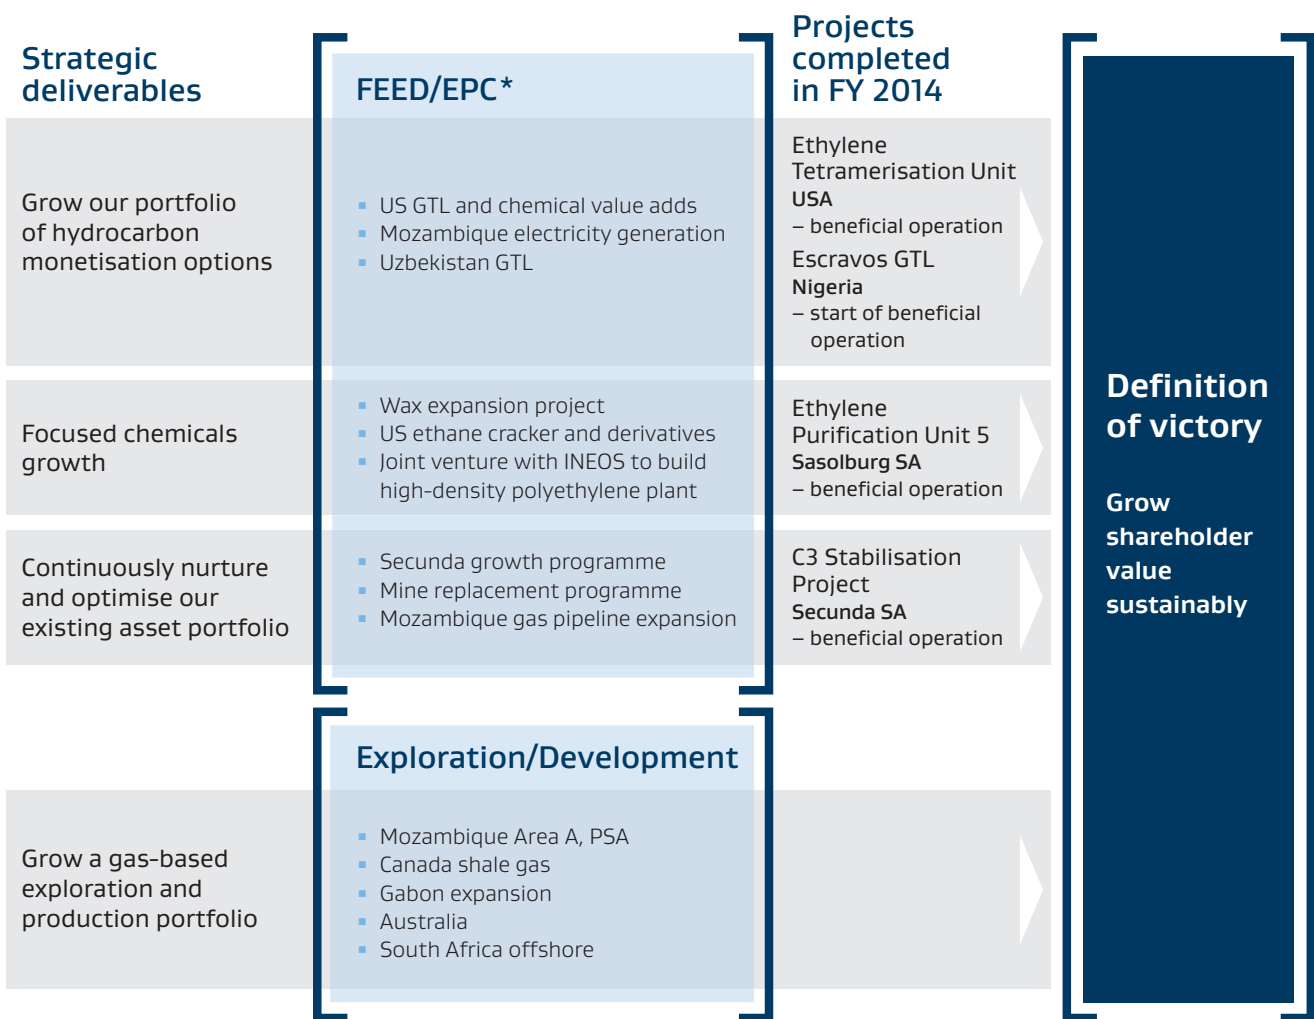 Strategic
deliverables
FEED/EPC*
Projects
completed
in FY 2014
Grow our portfolio
of hydrocarbon
monetisation options
▪ US GTL and chemical value adds
▪ Mozambique electricity generation
▪ Uzbekistan GTL
Ethylene
Tetramerisation Unit
USA
– beneficial operation
Escravos GTL
Nigeria
– start of beneficial
operation
Focused chemicals
growth
▪ Wax expansion project
▪ US ethane cracker and derivatives
▪ Joint venture with INEOS to build
high-density polyethylene plant
Ethylene
Purification Unit 5
Sasolburg SA
– beneficial operation
Continuously nurture
and optimise our
existing asset portfolio
▪ Secunda growth programme
▪ Mine replacement programme
▪ Mozambique gas pipeline expansion
C3 Stabilisation
Project
Secunda SA
– beneficial operation
Exploration/Development
Grow a gas-based
exploration and
production portfolio
▪ Mozambique Area A, PSA
▪ Canada shale gas
▪ Gabon expansion
▪ Australia
▪ South Africa offshore
Definition
of victory
Grow
shareholder
value
sustainably